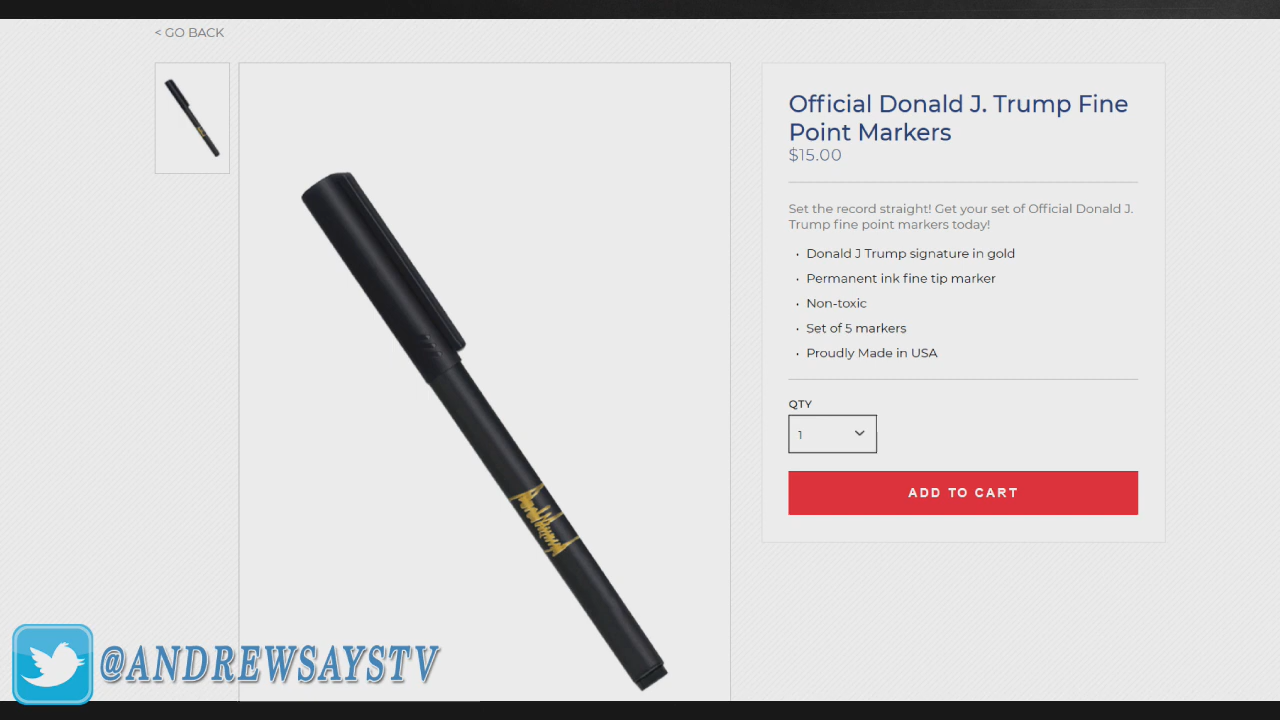 < GO BACK
Official Donald J. Trump Fine
Point Markers
$15.00
Set the record straight! Get your set of Official Donald J.
Trump fine point markers today!
• Donald J Trump signature in gold
• Permanent ink fine tip marker
• Non-toxic
• Set of 5 markers
• Proudly Made in USA
QTY
1
ADD TO CART
@ANDREWSAYSTV